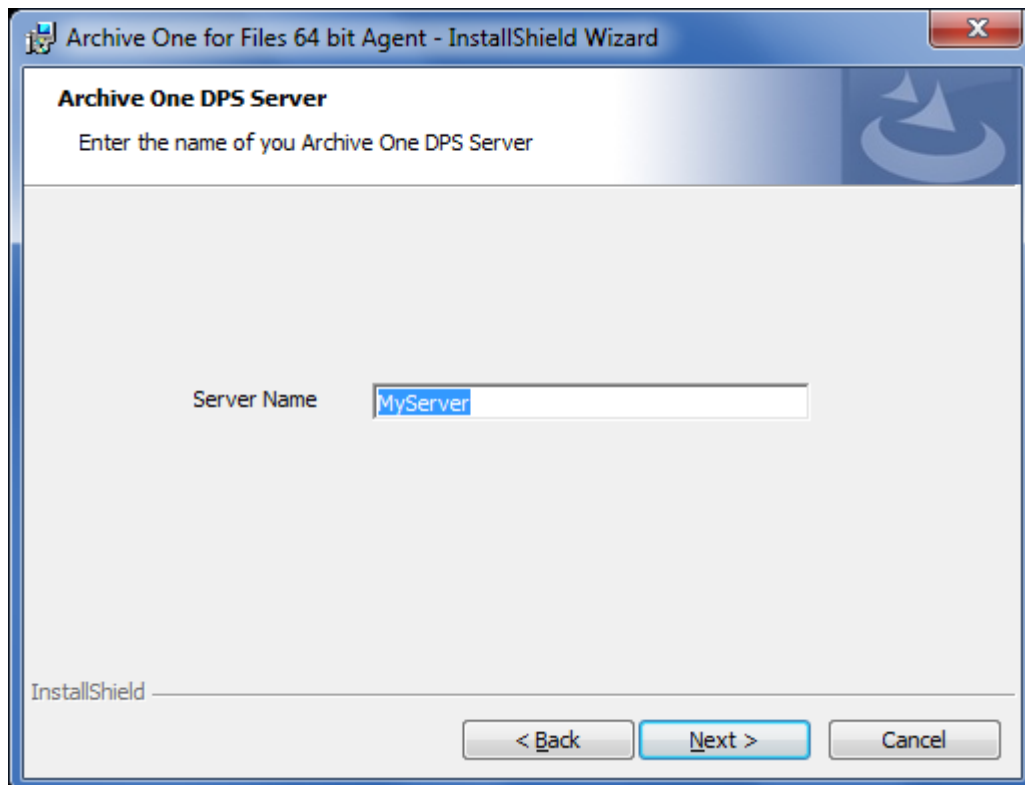 Archive One for Files 64 bit Agent - InstallShield Wizard
Archive One DPS Server
Enter the name of you Archive One DPS Server
Server Name MyServer
InstallShield
< Back Next > Cancel